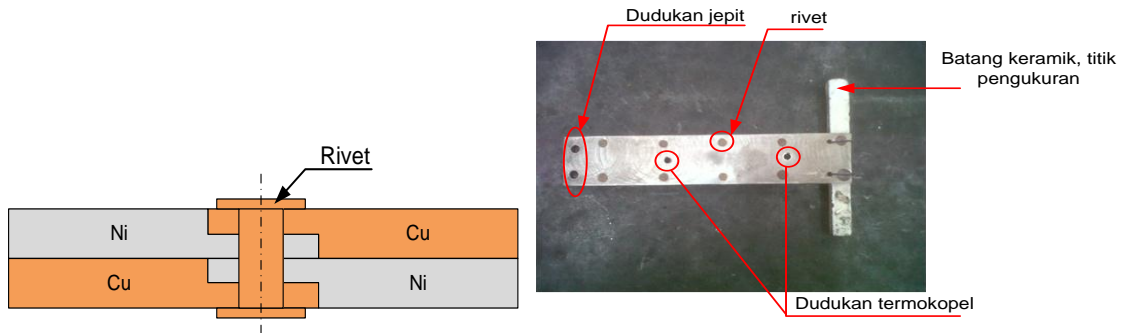 Rivet
Ni
Cu
Cu
Ni
Dudukan jepit
rivet
Batang keramik, titik
pengukuran
Dudukan termokopel